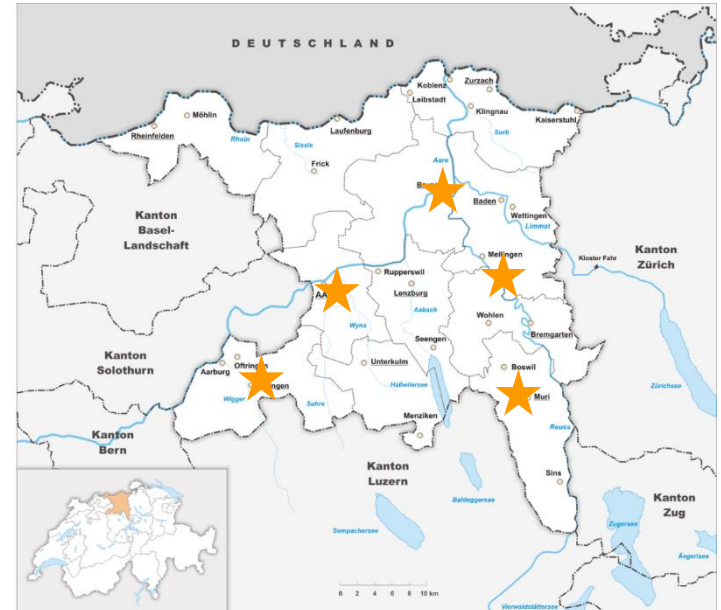 DEUTSCHLAND
Koblenz
Zurzach
Leibstadt
Klingnau
Kaiserstuhl
Möhlin
Rheinfelden
Rhein
Laufenburg
Sissle
Surb
Frick
Aare
Baden
Wettingen
Limmat
Kanton
Basel-
Landschaft
Mellingen
Kloster Fahr
Kanton
Zürich
Rupperswil
Lenzburg
Aabach
Wyna
Wohlen
Bremgarten
Kanton
Solothurn
Seengen
Oftringen
Aarburg
Unterkulm
Boswil
Hallwilersee
Zürichsee
Wigger
Suhre
Muri
Menziken
Reuss
Kanton
Bern
Kanton
Luzern
Sins
Baldeggersee
Kanton
Zug
Sempachersee
Zugersee
Ägerisee
0 2 4 6 8 10 km
Vierwaldstättersee